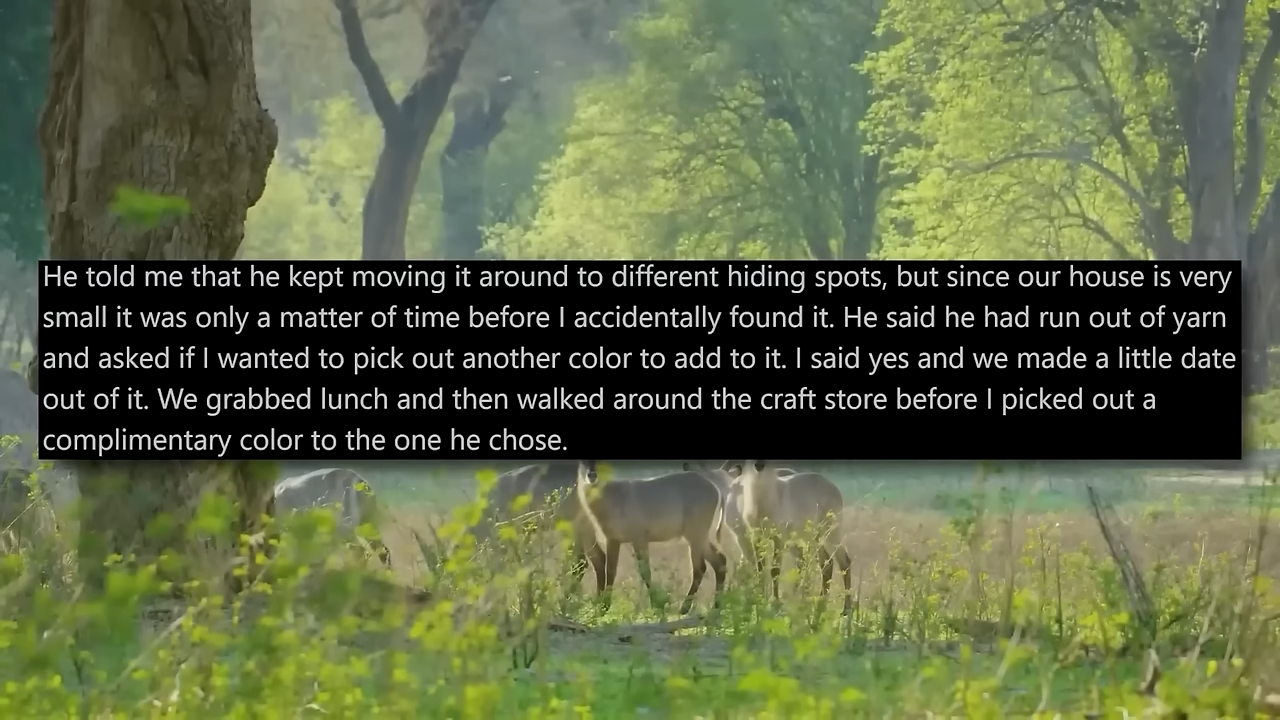 He told me that he kept moving it around to different hiding spots, but since our house is very
small it was only a matter of time before I accidentally found it. He said he had run out of yarn
and asked if I wanted to pick out another color to add to it. I said yes and we made a little date
out of it. We grabbed lunch and then walked around the craft store before I picked out a
complimentary color to the one he chose.